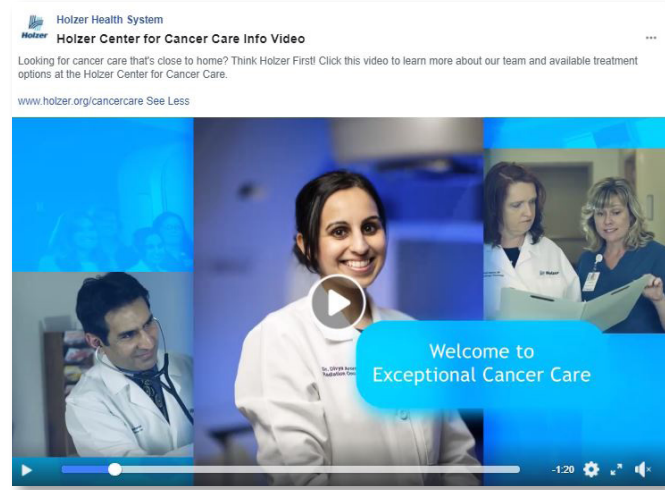 Holzer Health System
Holzer
Holzer Center for Cancer Care Info Video
Looking for cancer care that's close to home? Think Holzer First! Click this video to learn more about our team and available treatment
options at the Holzer Center for Cancer Care.
www.holzer.org/cancercare See Less
Holzer
Welcome to
Exceptional Cancer Care
-1:20